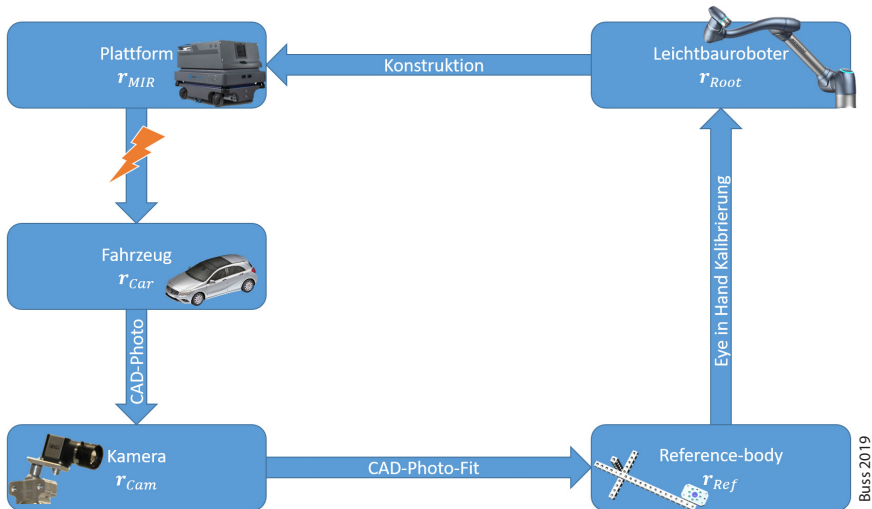 Plattform
r_MIR
Konstruktion
Leichtbauroboter
r_Root
Fahrzeug
r_Car
CAD-Photo
Eye in Hand Kalibrierung
Kamera
r_Cam
CAD-Photo-Fit
Reference-body
r_Ref
Buss 2019